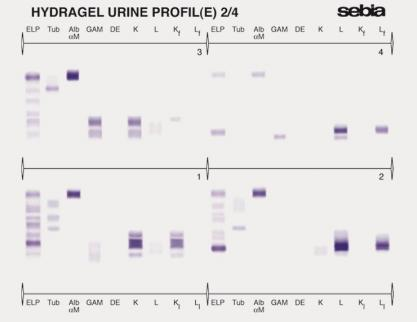 HYDRAGEL URINE PROFIL(E) 2/4 sebia
ELP Tub Alb αM GAM DE K L Kf Lf ELP Tub Alb αM GAM DE K L Kf Lf
3 4
1 2
ELP Tub Alb αM GAM DE K L Kf Lf ELP Tub Alb αM GAM DE K L Kf Lf